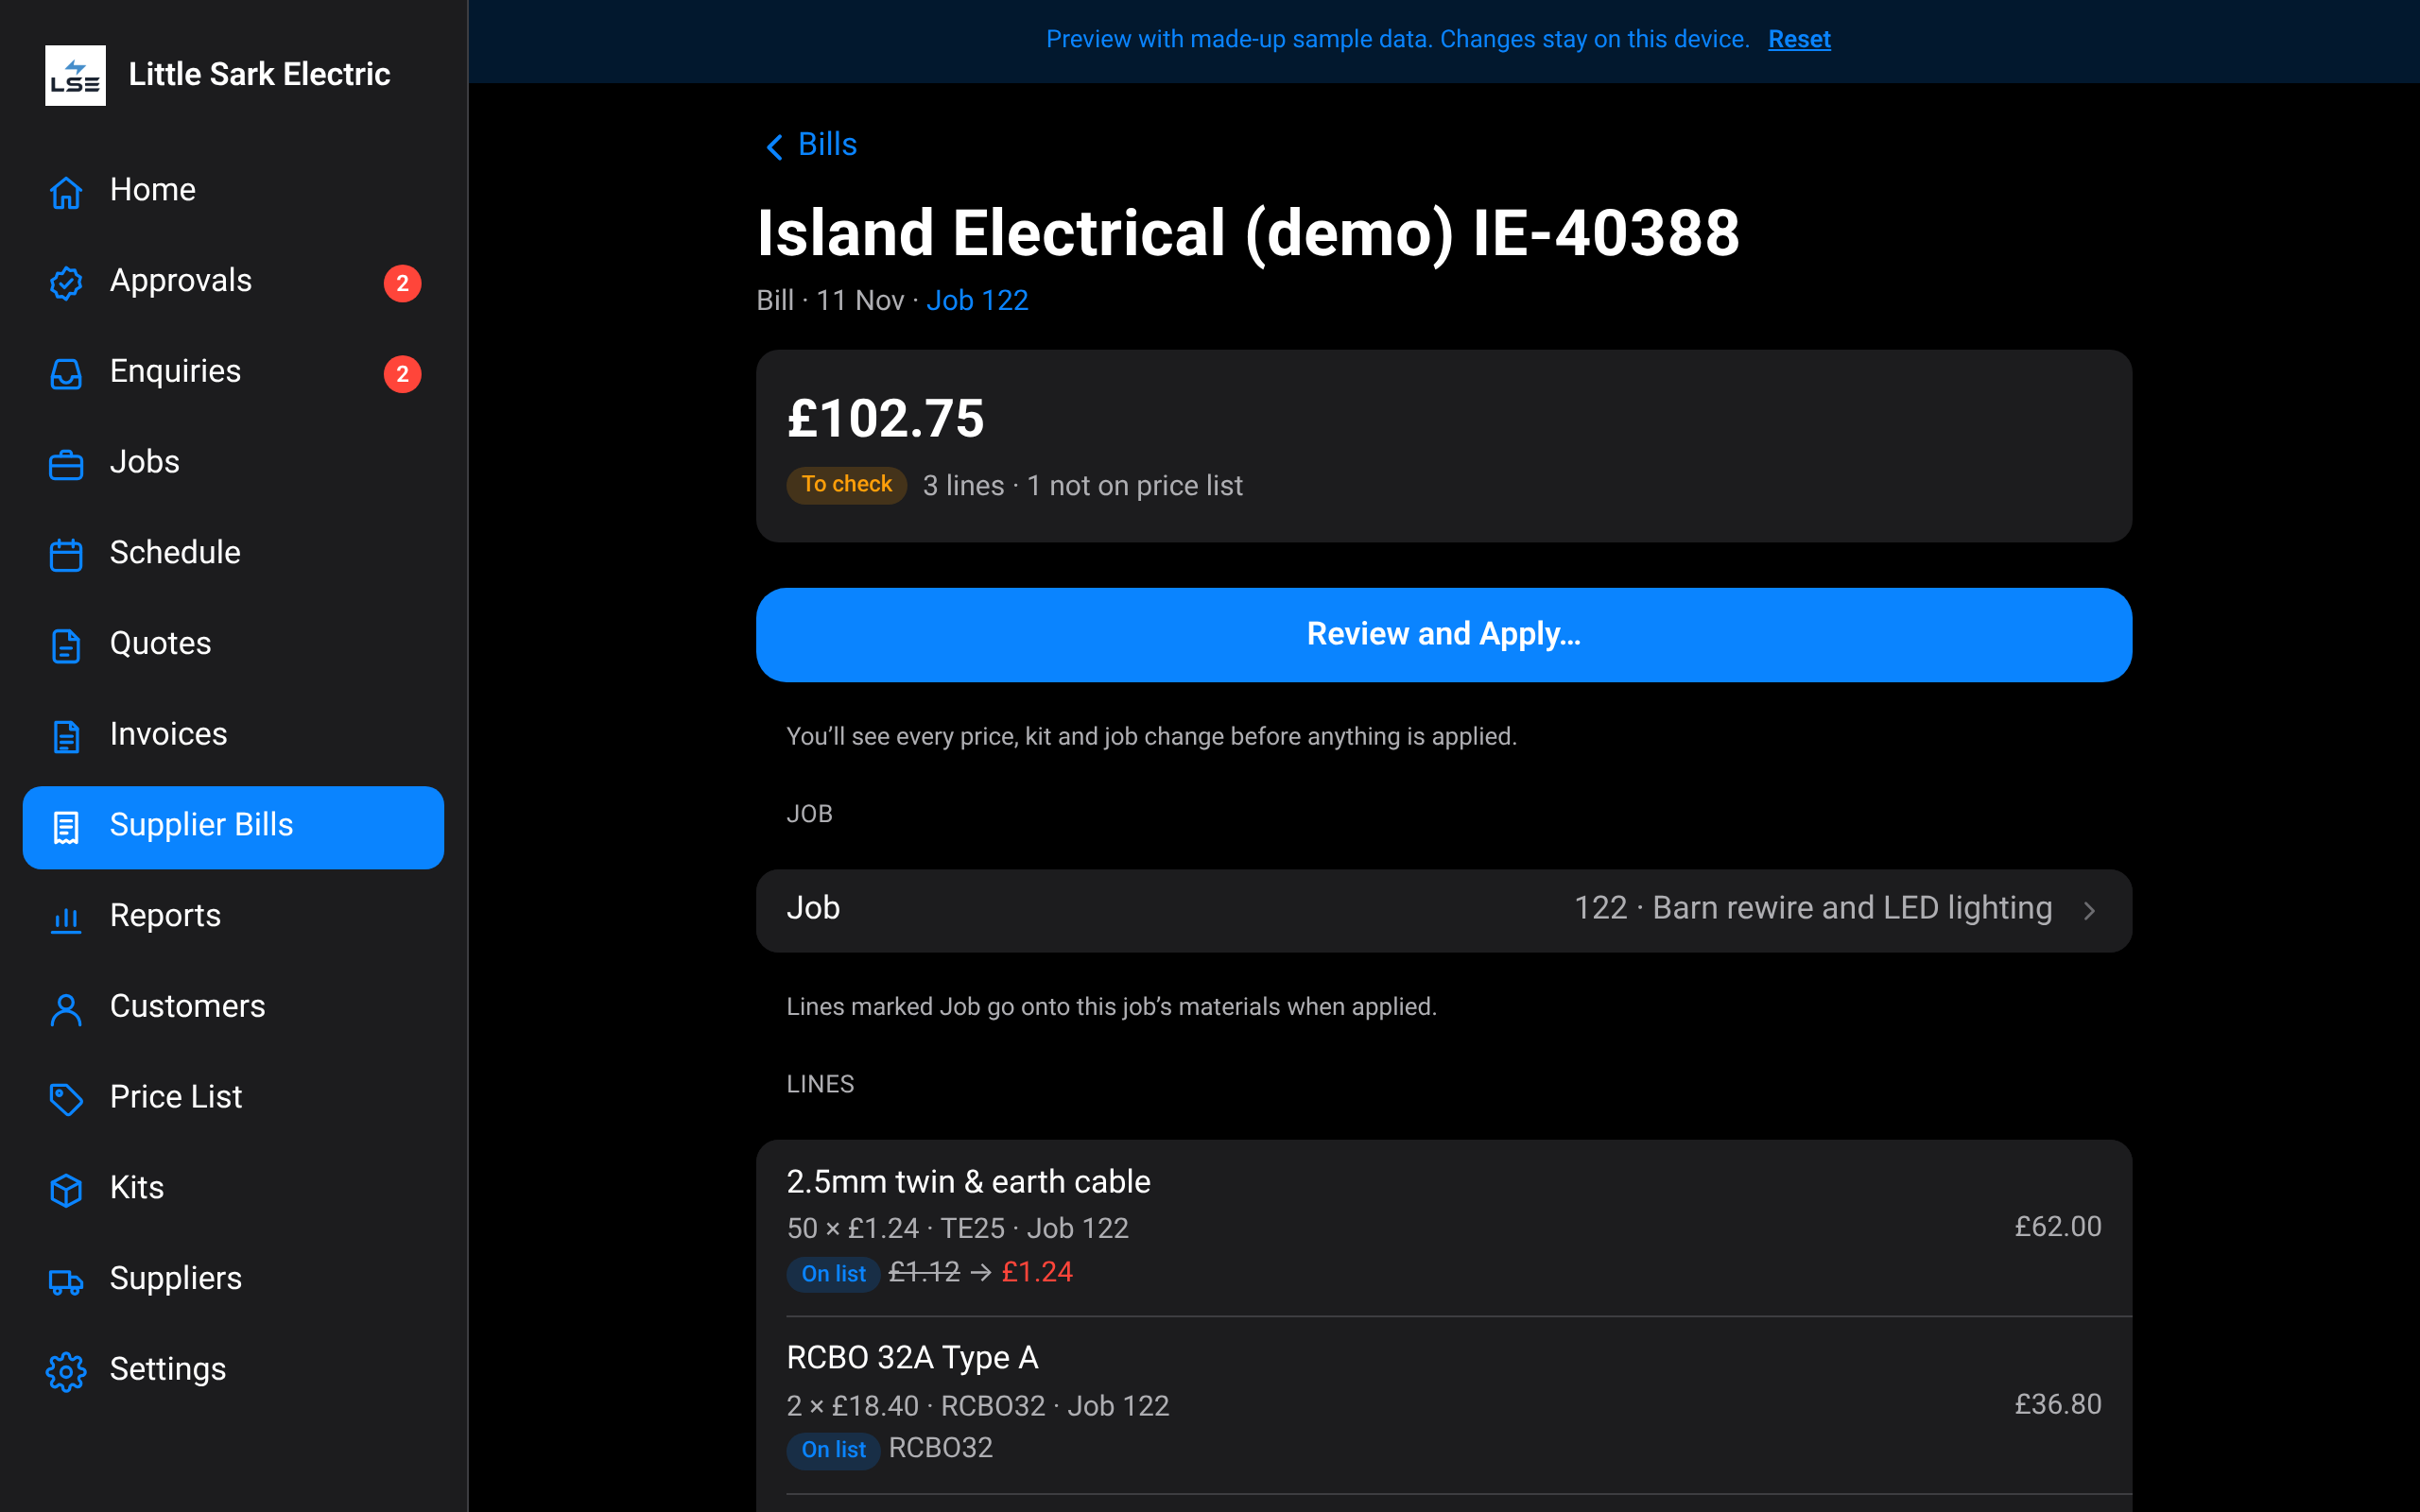 Preview with made-up sample data. Changes stay on this device. Reset
LSE
Little Sark Electric
Home
Approvals 2
Enquiries 2
Jobs
Schedule
Quotes
Invoices
Supplier Bills
Reports
Customers
Price List
Kits
Suppliers
Settings
Bills
Island Electrical (demo) IE-40388
Bill · 11 Nov · Job 122
£102.75
To check 3 lines · 1 not on price list
Review and Apply…
You’ll see every price, kit and job change before anything is applied.
JOB
Job 122 · Barn rewire and LED lighting
Lines marked Job go onto this job’s materials when applied.
LINES
2.5mm twin & earth cable
50 × £1.24 · TE25 · Job 122 £62.00
On list £1.12 → £1.24
RCBO 32A Type A
2 × £18.40 · RCBO32 · Job 122 £36.80
On list RCBO32